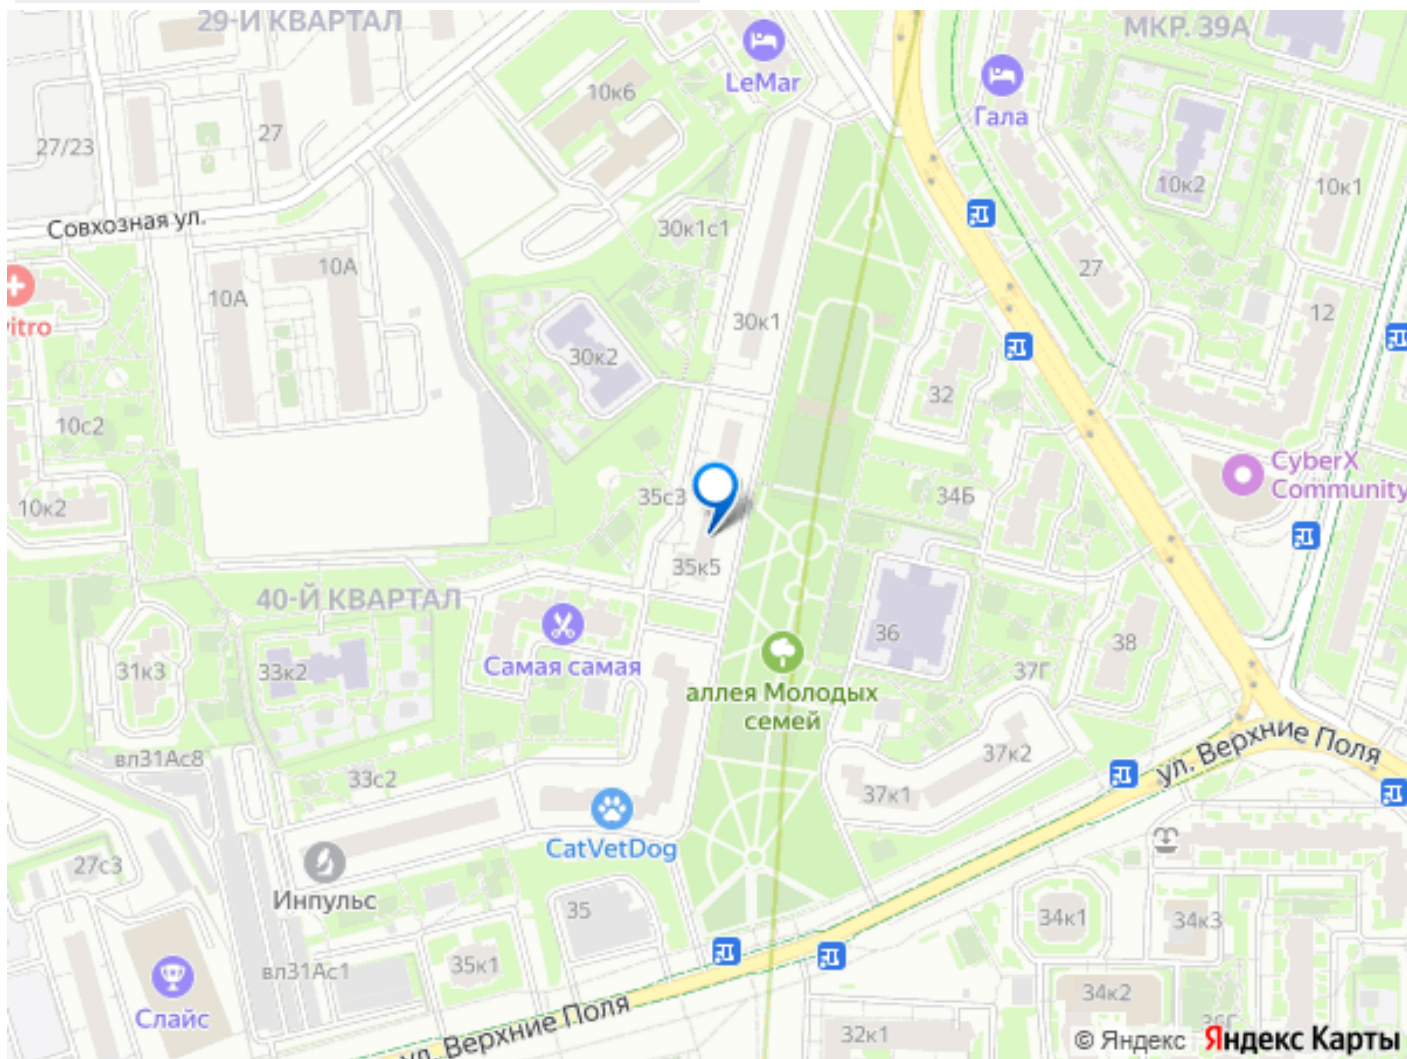 29-Й КВАРТАЛ
МКР. 39А
LeMar
Гала
10к6
27/23
27
10к2
10к1
Совхозная ул.
30к1с1
10А
10А
27
vitro
12
30к1
30к2
32
10с2
CyberX
Community
10к2
35с3
34Б
35к5
40-Й КВАРТАЛ
36
38
31к3
33к2
Самая самая
37Г
аллея Молодых
семей
вл31Ас8
33с2
37к2
37к1
ул. Верхние Поля
CatVetDog
27с3
Инпульс
35
34к1
34к3
35к1
вл31Ас1
34к2
Слайс
ул. Верхние Поля
32к1
36Г
© Яндекс Яндекс Карты